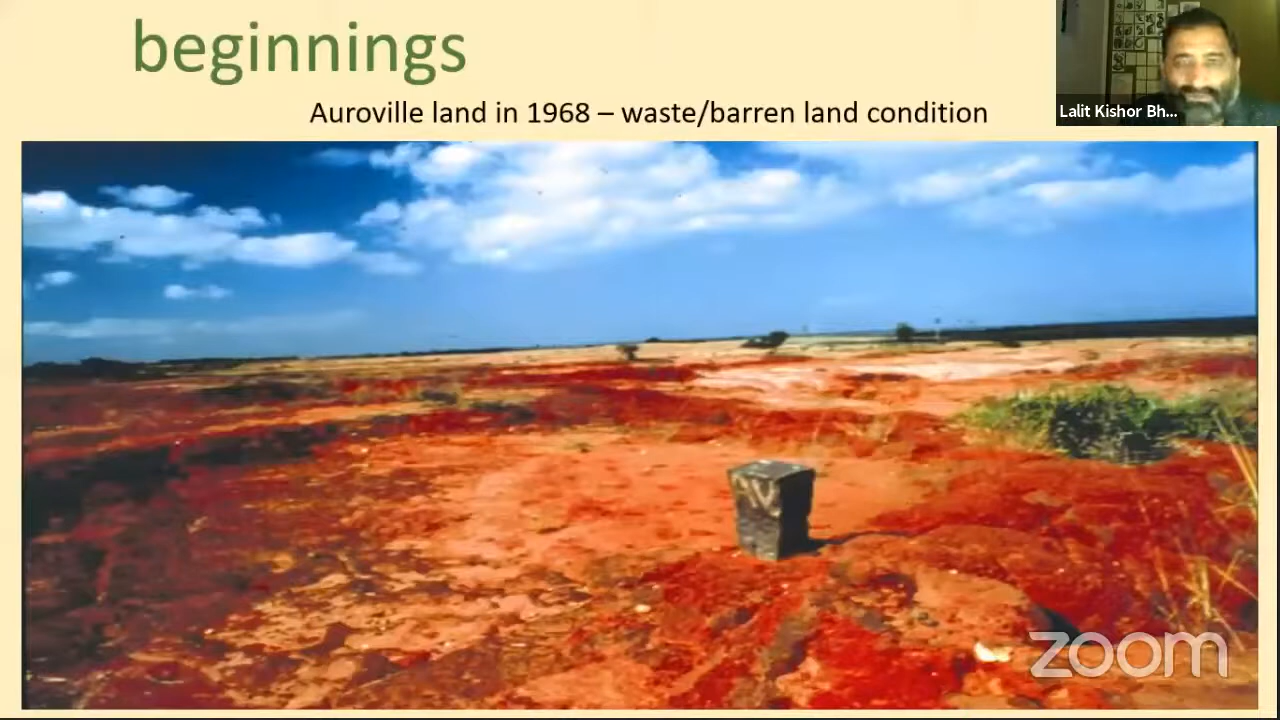 beginnings
Auroville land in 1968 – waste/barren land condition
Lalit Kishor Bh...
AV
zoom